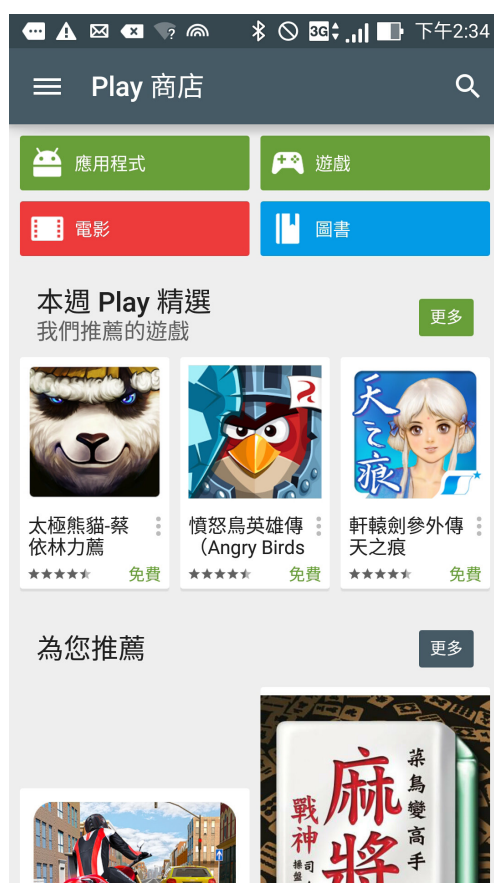 3G 下午2:34
Play 商店
應用程式
遊戲
電影
圖書
本週 Play 精選
我們推薦的遊戲
更多
天之痕
太極熊貓-蔡
依林力薦
免費
憤怒鳥英雄傳
（Angry Birds
免費
軒轅劍參外傳
天之痕
免費
為您推薦
更多
麻將
戰神
菜鳥變高手